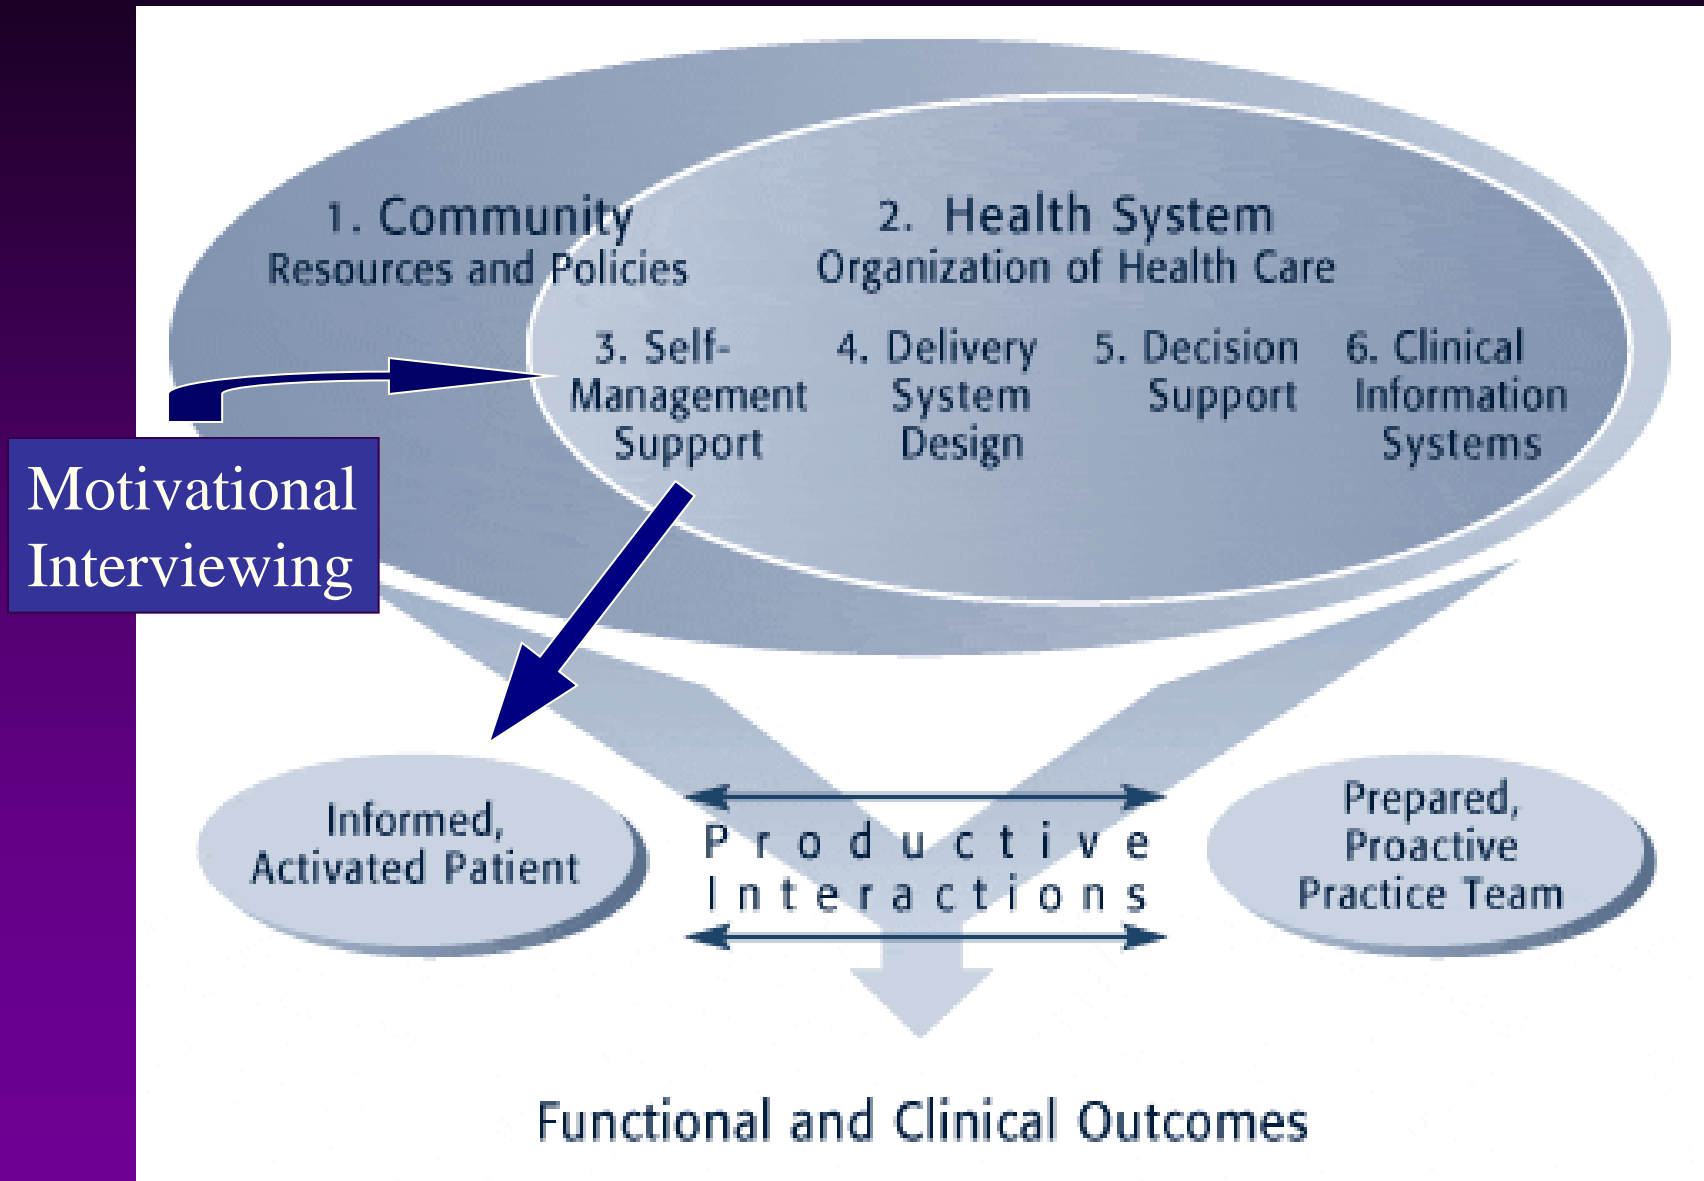 1. Community
Resources and Policies
2. Health System
Organization of Health Care
3. Self-
Management
Support
4. Delivery
System
Design
5. Decision
Support
6. Clinical
Information
Systems
Motivational
Interviewing
Informed,
Activated Patient
Productive
Interactions
Prepared,
Proactive
Practice Team
Functional and Clinical Outcomes